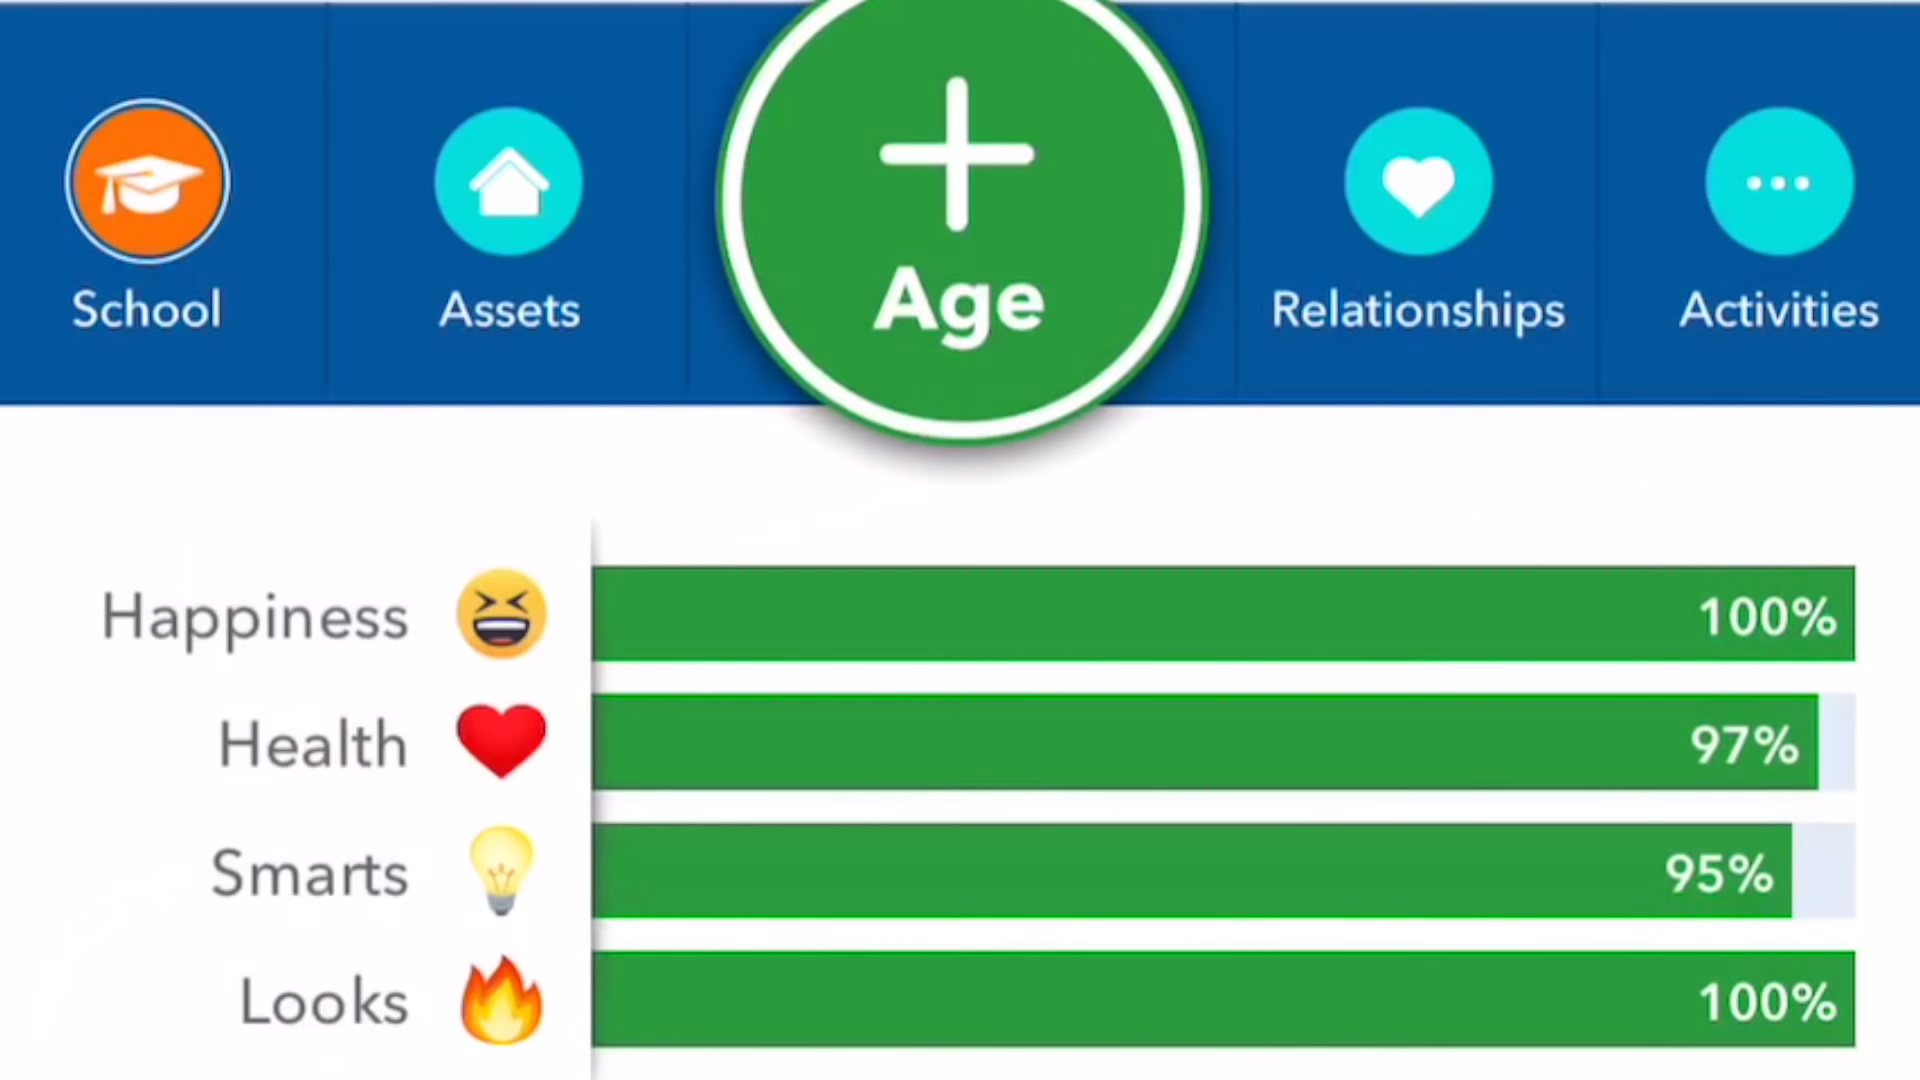 School
Assets
Age
Relationships
Activities
Happiness 100%
Health 97%
Smarts 95%
Looks 100%